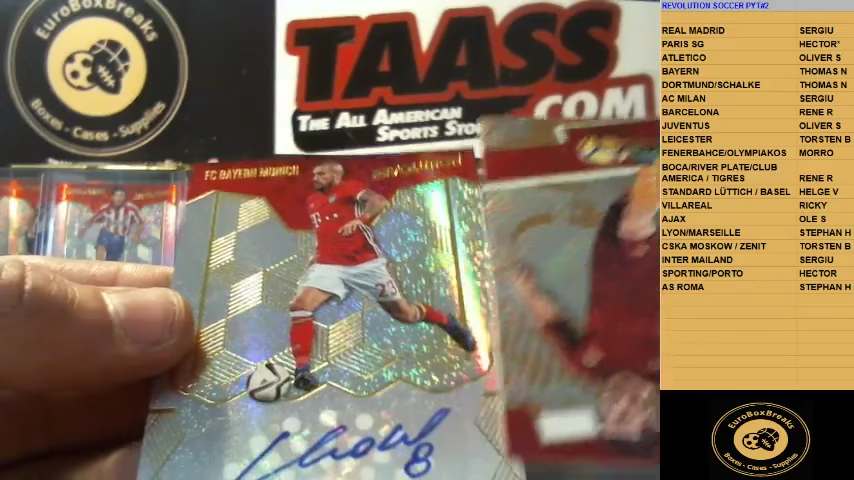 EuroBoxBreaks
Boxes - Cases - Supplies
TAASS
.COM
THE ALL AMERICAN
SPORTS STO
FC BAYERN MUNICH
23
8
REVOLUTION SOCCER PYT#2
REAL MADRID SERGIU
PARIS SG HECTOR*
ATLETICO OLIVER S
BAYERN THOMAS N
DORTMUND/SCHALKE THOMAS N
AC MILAN SERGIU
BARCELONA RENE R
JUVENTUS OLIVER S
LEICESTER TORSTEN B
FENERBAHCE/OLYMPIAKOS MORRO
BOCA/RIVER PLATE/CLUB
AMERICA / TIGRES RENE R
STANDARD LÜTTICH / BASEL HELGE V
VILLAREAL RICKY
AJAX OLE S
LYON/MARSEILLE STEPHAN H
CSKA MOSKOW / ZENIT TORSTEN B
INTER MAILAND SERGIU
SPORTING/PORTO HECTOR
AS ROMA STEPHAN H
EuroBoxBreaks
Boxes - Cases - Supplies